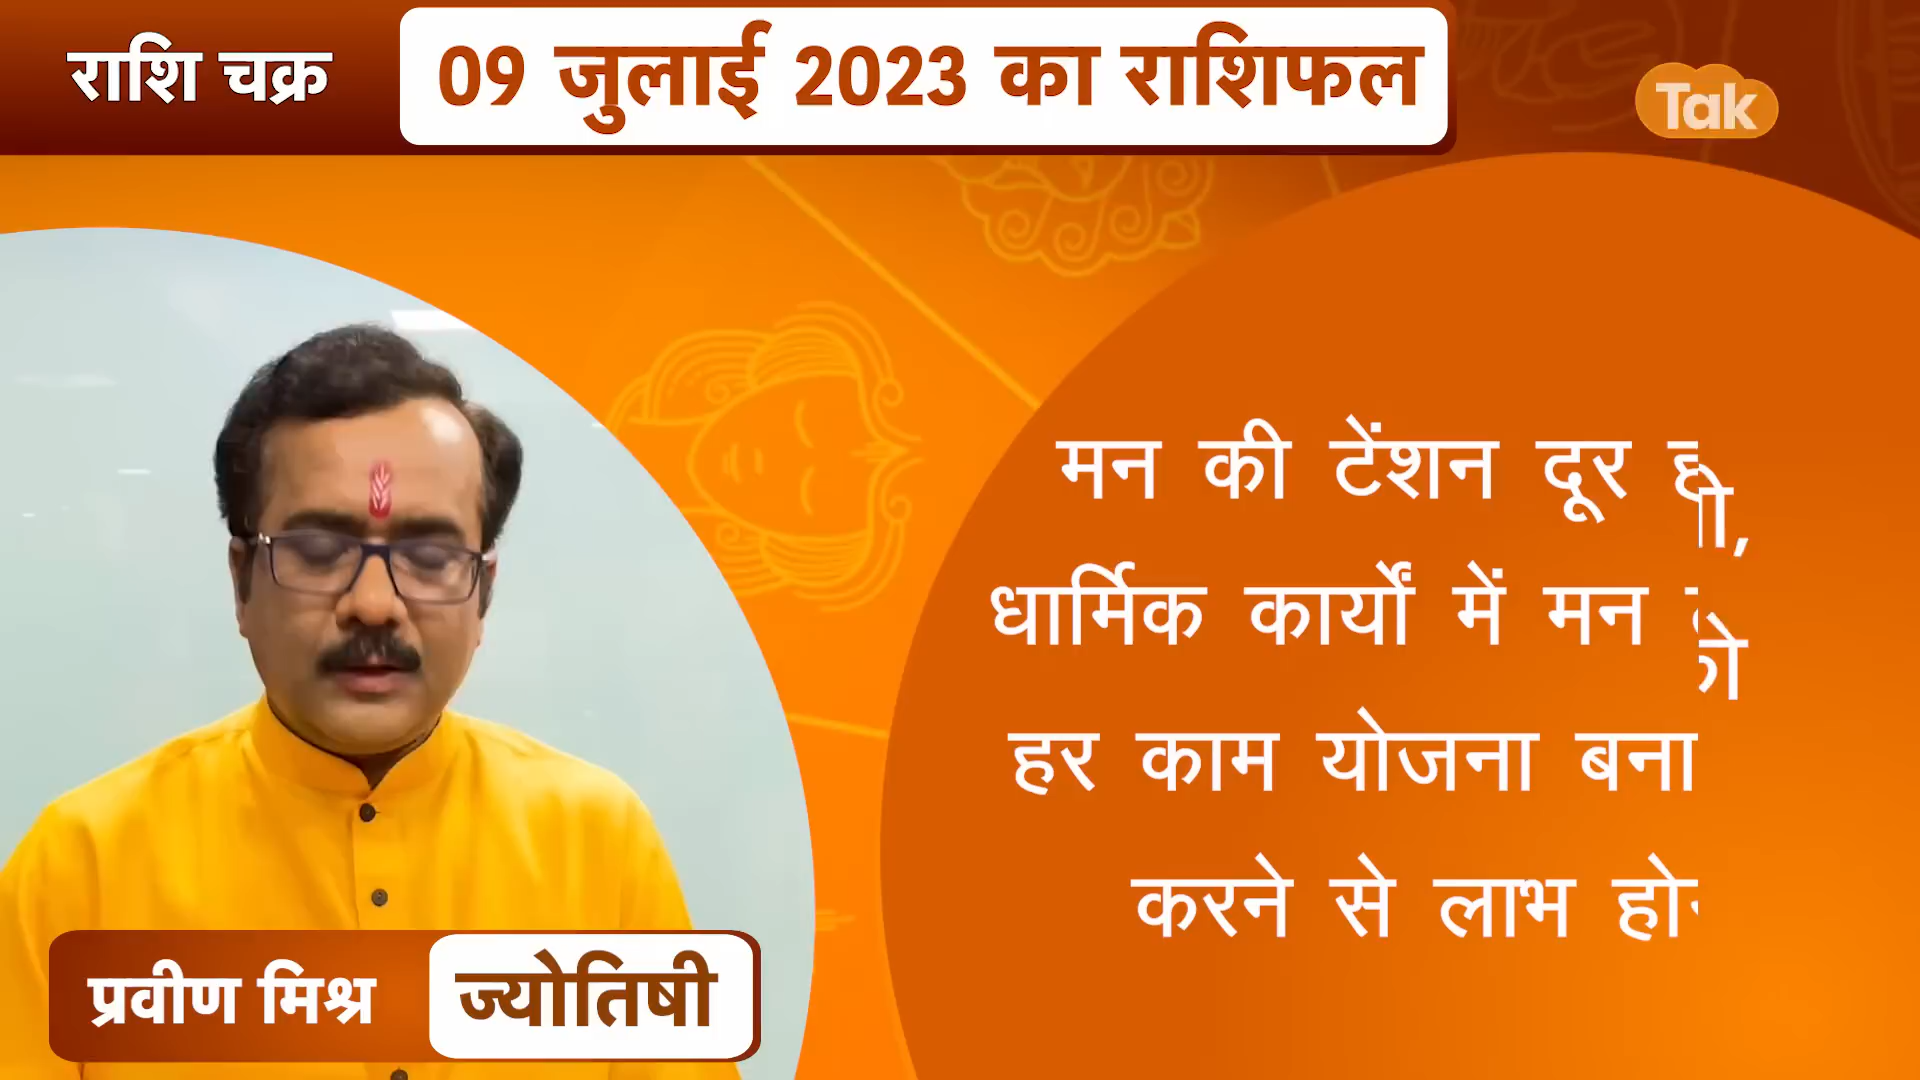 राशि चक्र
09 जुलाई 2023 का राशिफल
Tak
मन की टेंशन दूर
धार्मिक कार्यों में मन
हर काम योजना बना
करने से लाभ
प्रवीण मिश्र
ज्योतिषी